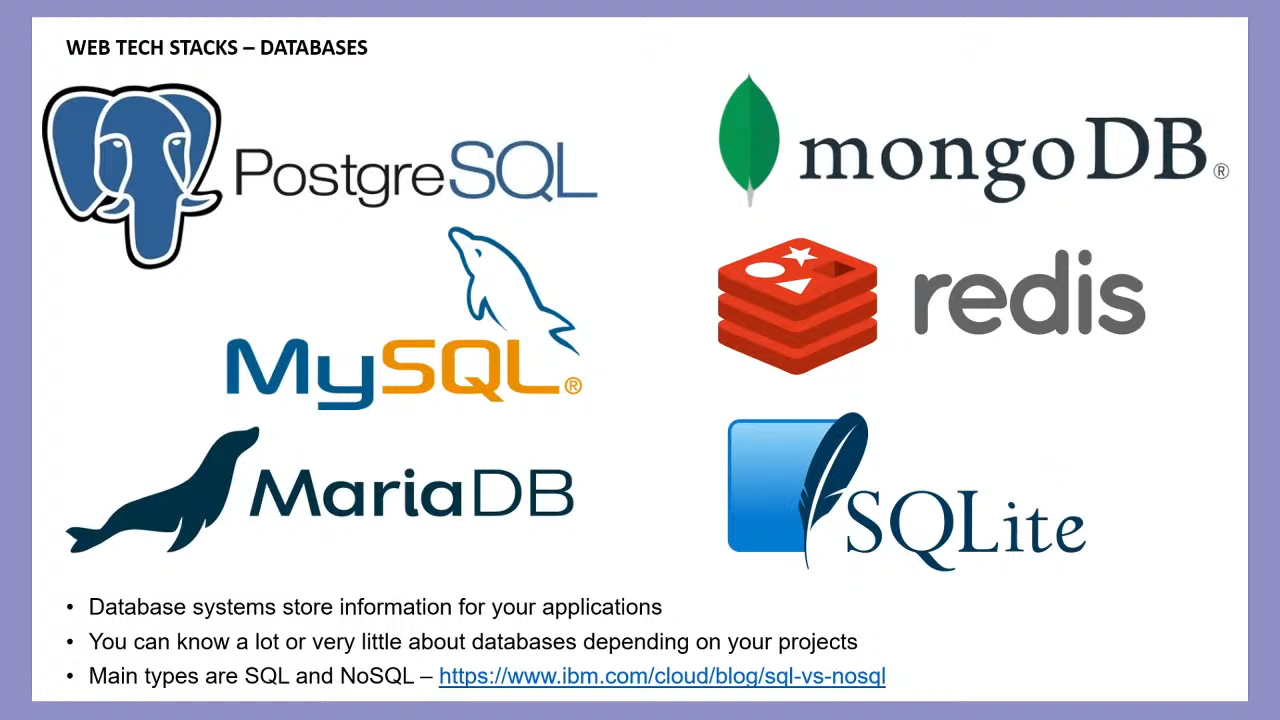 WEB TECH STACKS – DATABASES
PostgreSQL
mongoDB®
redis
MySQL®
MariaDB
SQLite
• Database systems store information for your applications
• You can know a lot or very little about databases depending on your projects
• Main types are SQL and NoSQL – https://www.ibm.com/cloud/blog/sql-vs-nosql